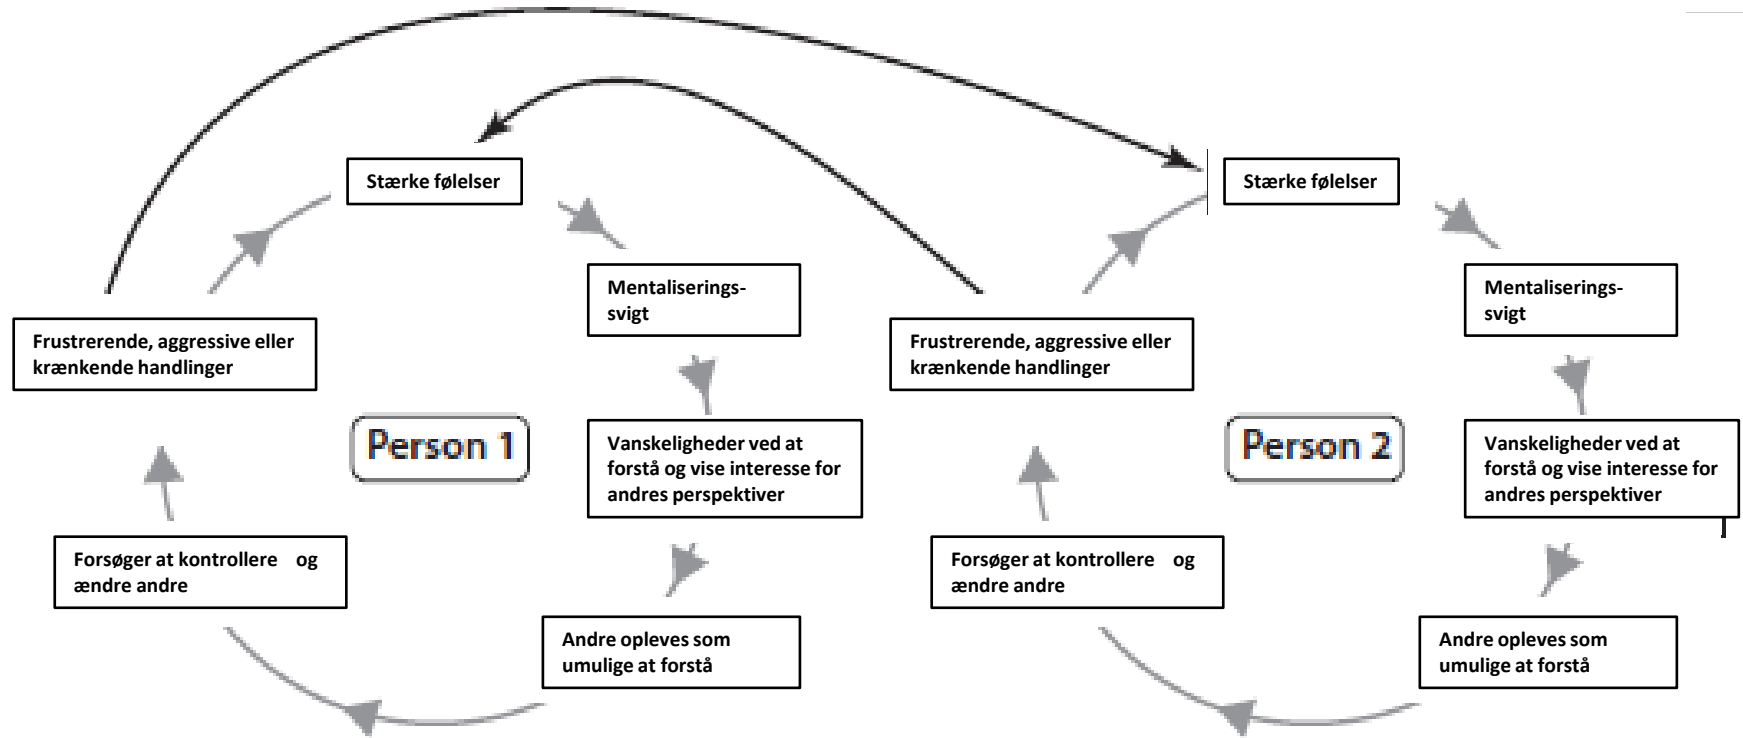 Stærke følelser
Mentaliserings-
svigt
Vanskeligheder ved at
forstå og vise interesse for
andres perspektiver
Andre opleves som
umulige at forstå
Forsøger at kontrollere og
ændre andre
Frustrerende, aggressive eller
krænkende handlinger
Person 1
Stærke følelser
Mentaliserings-
svigt
Vanskeligheder ved at
forstå og vise interesse for
andres perspektiver
Andre opleves som
umulige at forstå
Forsøger at kontrollere og
ændre andre
Frustrerende, aggressive eller
krænkende handlinger
Person 2